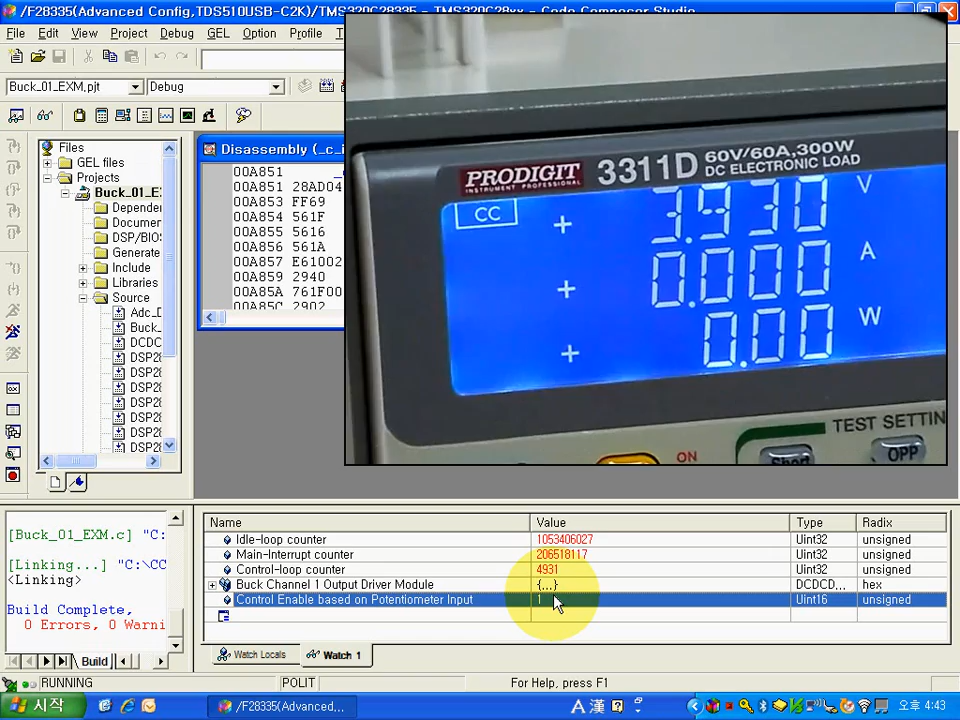 /F28335(Advanced Config,TDS510USB-C2K)/TMS320C28335 - TMS320C28xx - Code Composer Studio
File Edit View Project Debug GEL Option Profile T
Buck_01_EXM.pjt Debug
Files
GEL files
Projects
Buck_01_E
Depender
Documer
DSP/BIO
Generate
Include
Libraries
Source
Adc_D
Buck_
DCDC
DSP28
DSP28
DSP28
DSP28
DSP28
DSP28
Disassembly (_c_i
00A851
00A851 28AD04
00A853 FF69
00A854 561F
00A855 5616
00A856 561A
00A857 E61002
00A859 2940
00A85A 761F00
00A85C 2902
PRODIGIT
INSTRUMENT PROFESSIONAL
3311D 60V/60A,300W
DC ELECTRONIC LOAD
CC
+ 3.930 V
+ 0.000 A
+ 0.00 W
TEST SETTIN
ON
Short
OPP
[Buck_01_EXM.c] "C:
[Linking...] "C:\CC
<Linking>
Build Complete,
0 Errors, 0 Warni
Build
Name Value Type Radix
Idle-loop counter 1053406027 Uint32 unsigned
Main-Interrupt counter 206518117 Uint32 unsigned
Control-loop counter 4931 Uint32 unsigned
Buck Channel 1 Output Driver Module {...} DCDCD... hex
Control Enable based on Potentiometer Input 1 Uint16 unsigned
Watch Locals Watch 1
RUNNING POLIT For Help, press F1
시작 /F28335(Advanced... A 漢 오후 4:43